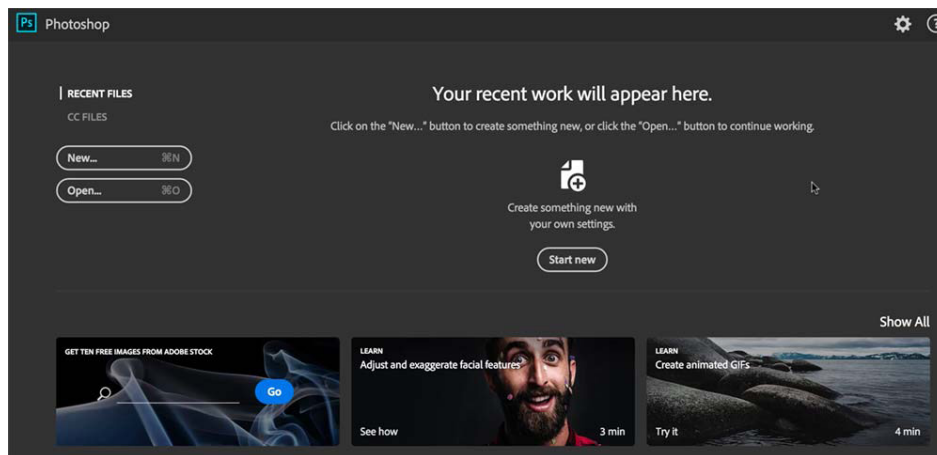 Ps Photoshop
RECENT FILES
CC FILES
New... ⌘N
Open... ⌘O
Your recent work will appear here.
Click on the "New..." button to create something new, or click the "Open..." button to continue working.
Create something new with
your own settings.
Start new
Show All
GET TEN FREE IMAGES FROM ADOBE STOCK
Go
LEARN
Adjust and exaggerate facial features
See how 3 min
LEARN
Create animated GIFs
Try it 4 min